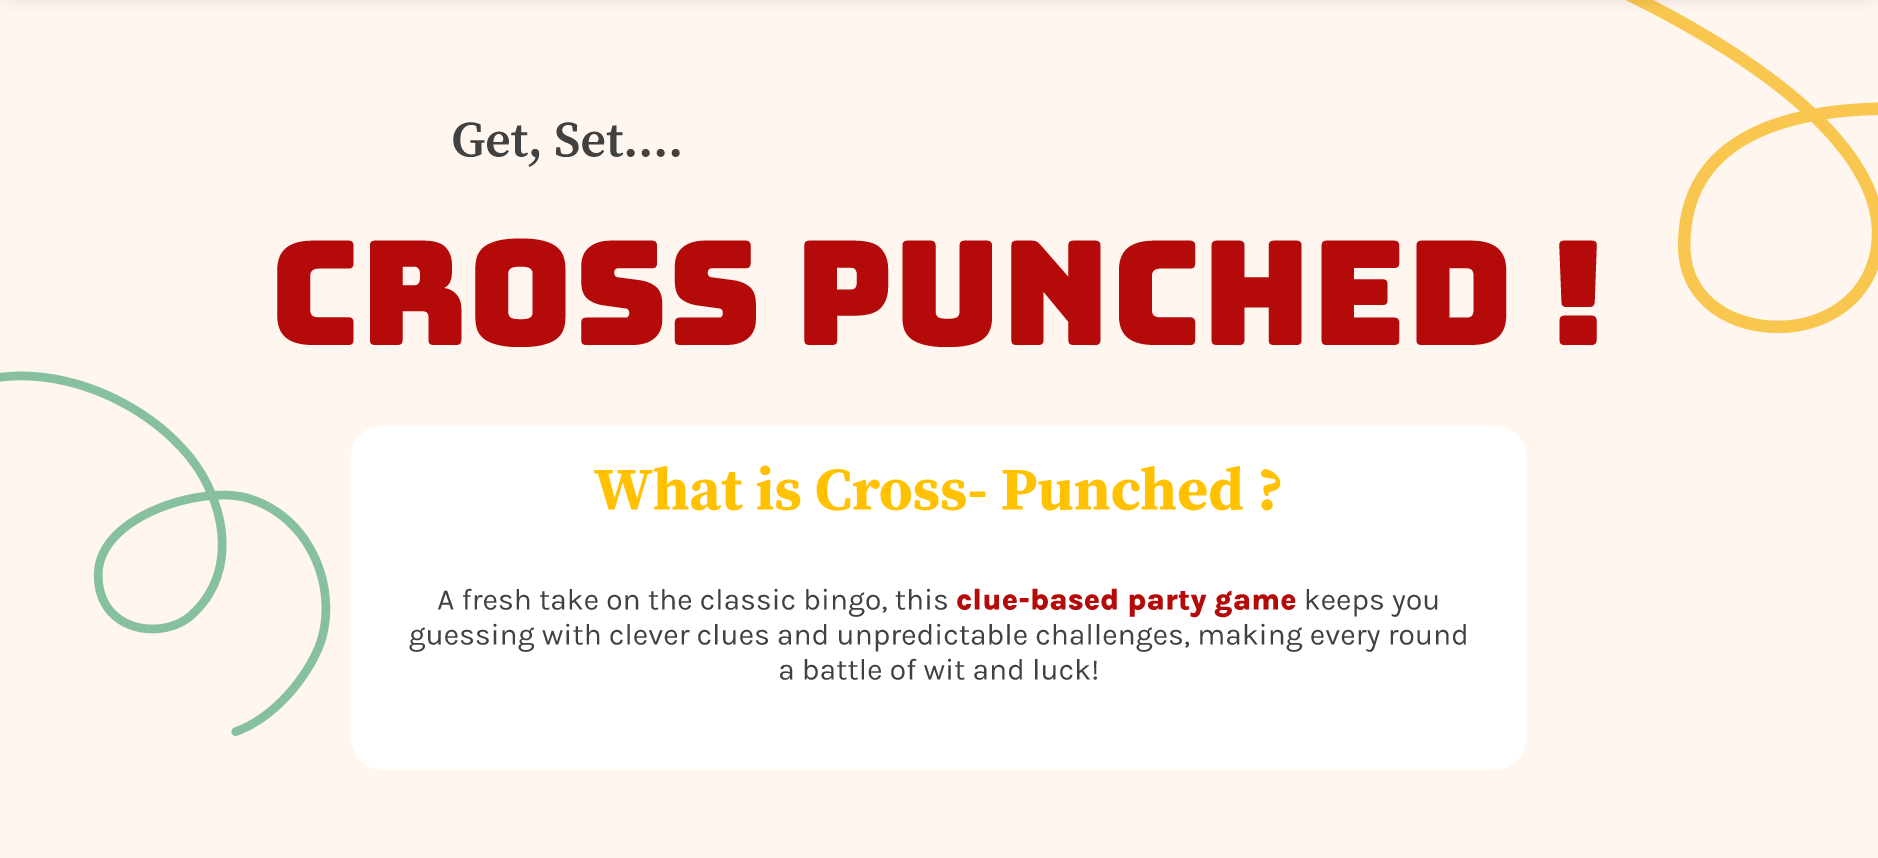 Get, Set....
CROSS PUNCHED !
What is Cross- Punched ?
A fresh take on the classic bingo, this clue-based party game keeps you
guessing with clever clues and unpredictable challenges, making every round
a battle of wit and luck!